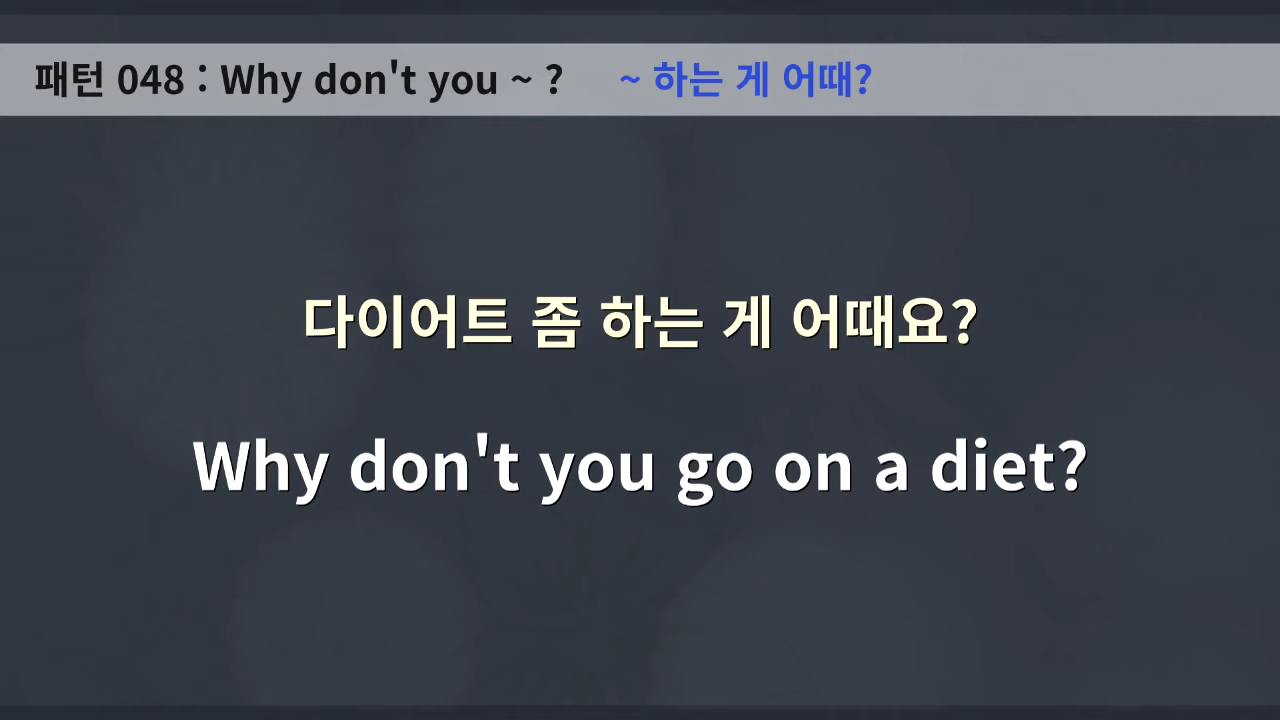 패턴 048 : Why don't you ~ ? ~ 하는 게 어때?
다이어트 좀 하는 게 어때요?
Why don't you go on a diet?